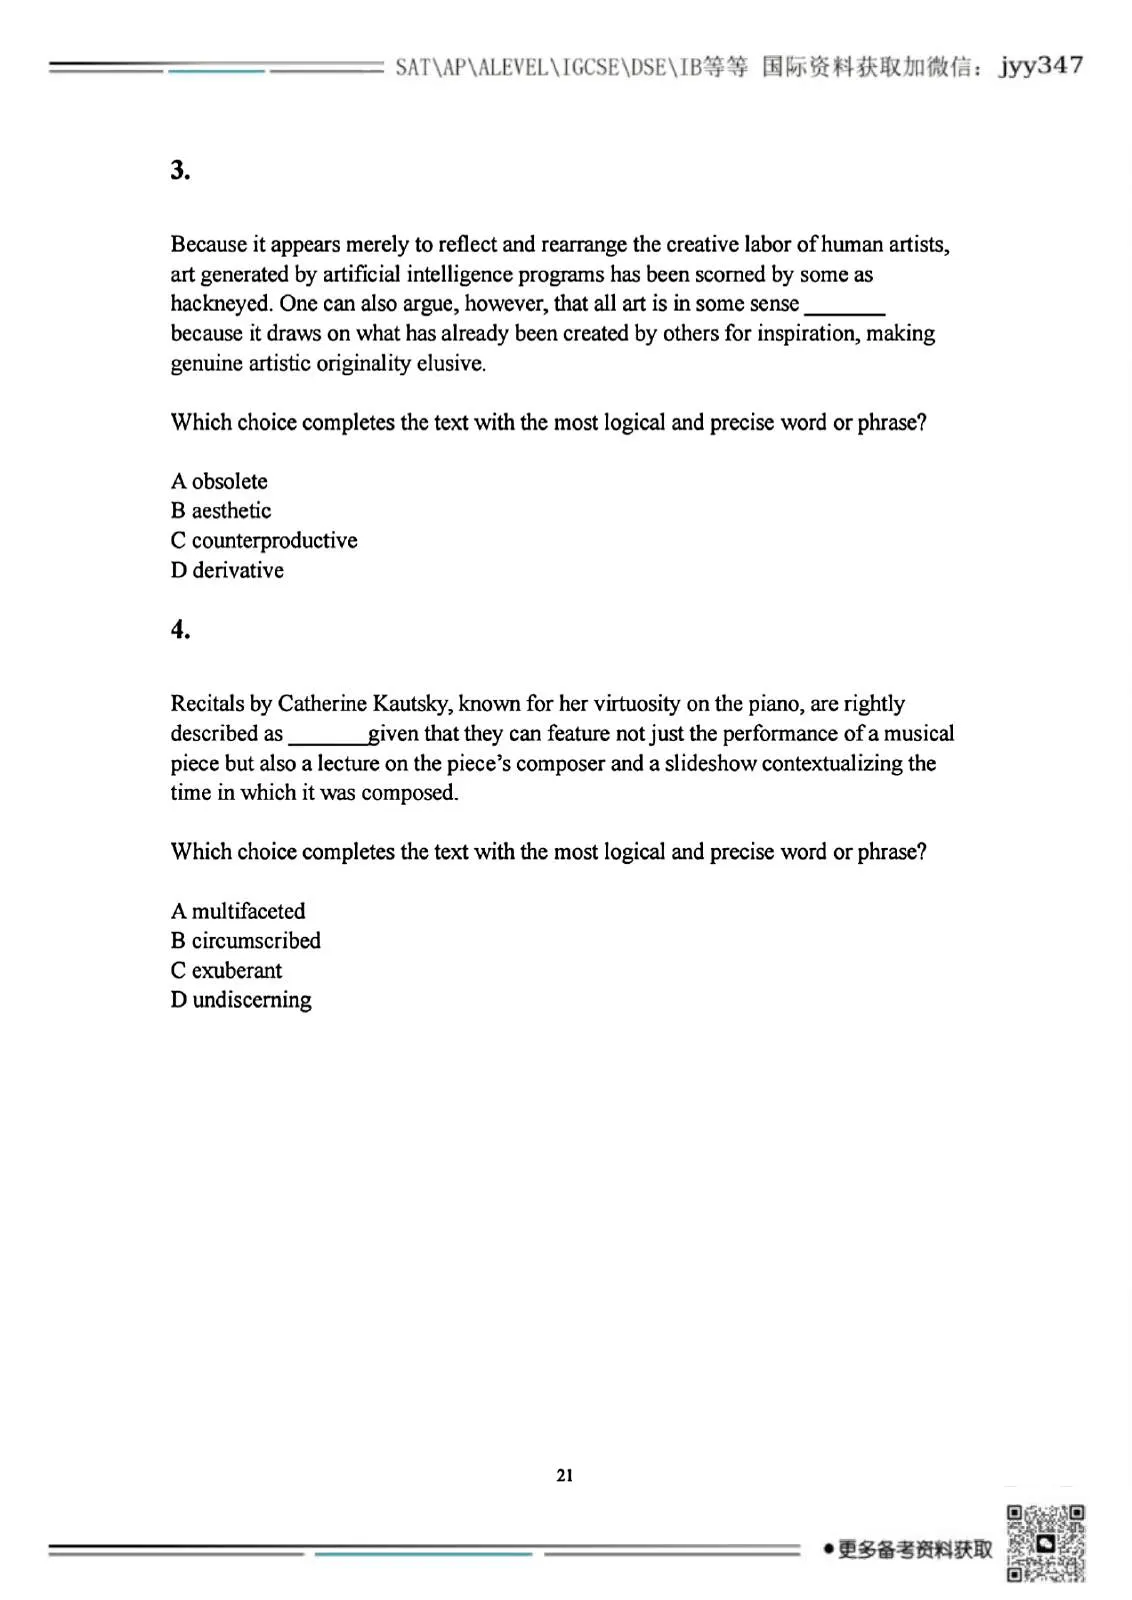 SAT\AP\ALEVEL\IGCSE\DSE\IB等等 国际资料获取加微信: jyy347
3.
Because it appears merely to reflect and rearrange the creative labor of human artists,
art generated by artificial intelligence programs has been scorned by some as
hackneyed. One can also argue, however, that all art is in some sense _______
because it draws on what has already been created by others for inspiration, making
genuine artistic originality elusive.
Which choice completes the text with the most logical and precise word or phrase?
A obsolete
B aesthetic
C counterproductive
D derivative
4.
Recitals by Catherine Kautsky, known for her virtuosity on the piano, are rightly
described as _______given that they can feature not just the performance of a musical
piece but also a lecture on the piece’s composer and a slideshow contextualizing the
time in which it was composed.
Which choice completes the text with the most logical and precise word or phrase?
A multifaceted
B circumscribed
C exuberant
D undiscerning
21
●更多备考资料获取